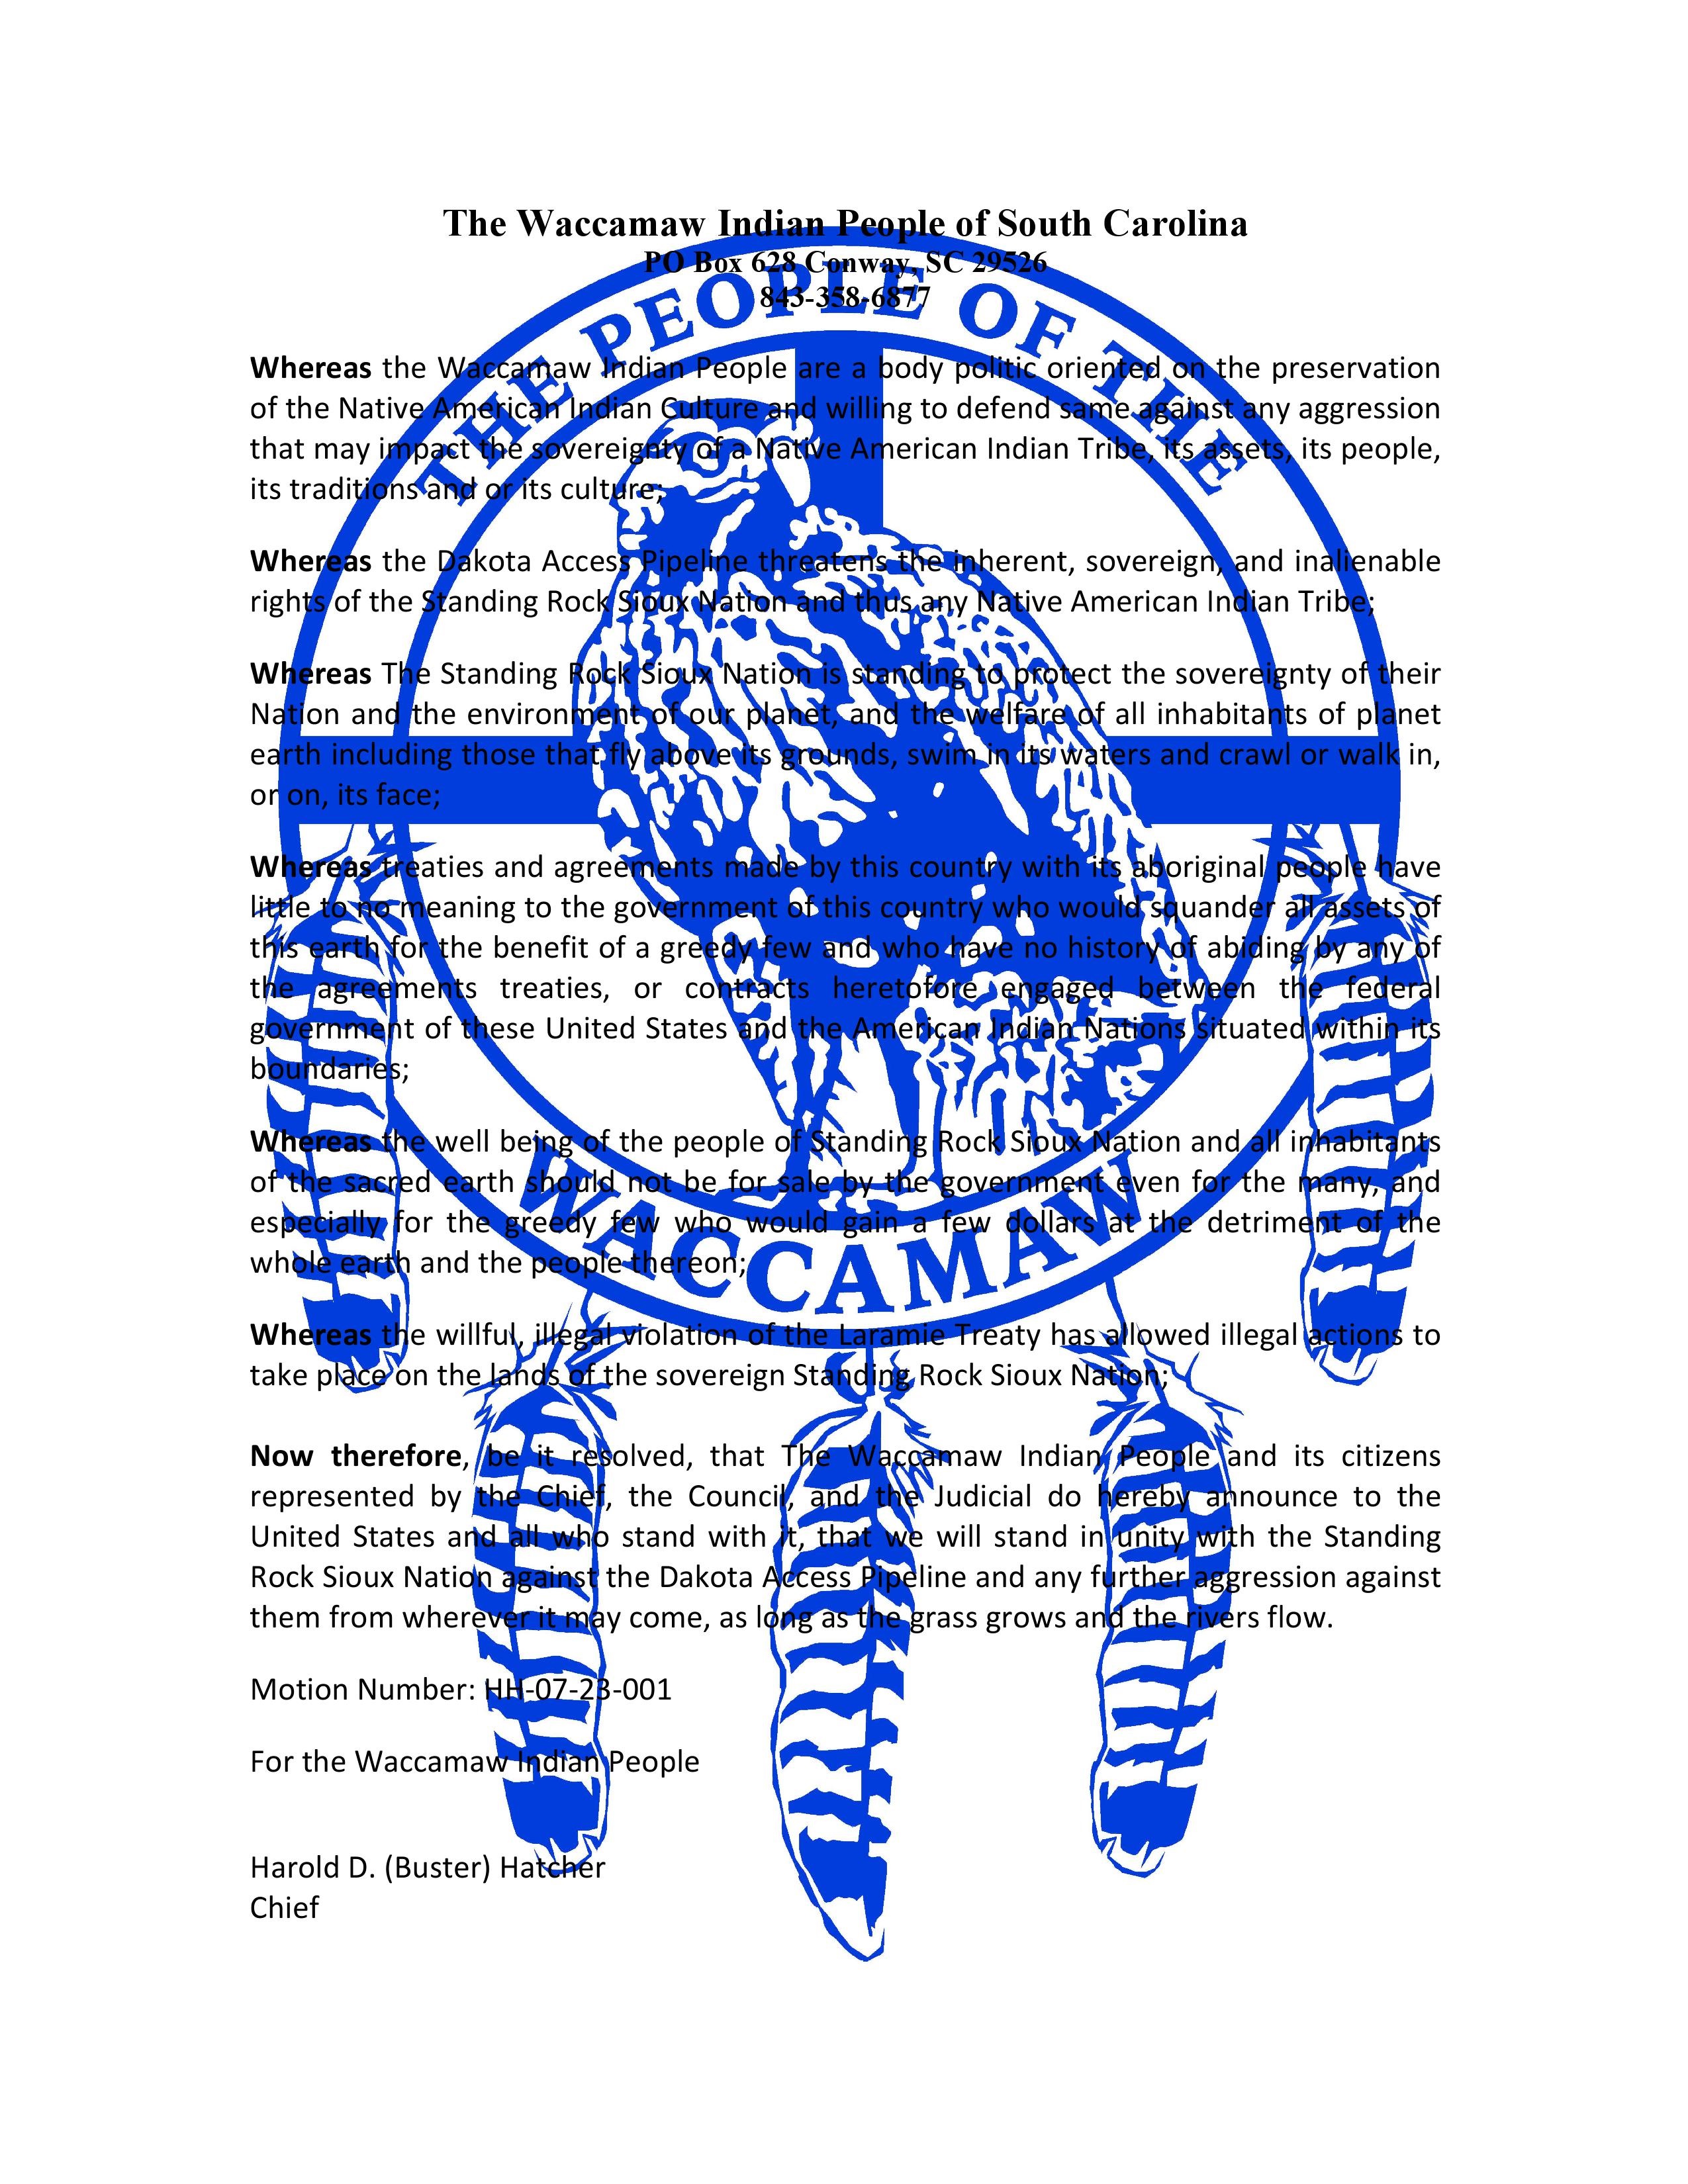 The Waccamaw Indian People of South Carolina
PO Box 628 Conway, SC 29526
843-358-6877
THE PEOPLE OF THE
Whereas the Waccamaw Indian People are a body politic oriented on the preservation
of the Native American Indian Culture and willing to defend same against any aggression
that may impact the sovereignty of a Native American Indian Tribe, its assets, its people,
its traditions and or its culture;
Whereas the Dakota Access Pipeline threatens the inherent, sovereign, and inalienable
rights of the Standing Rock Sioux Nation and thus any Native American Indian Tribe;
Whereas The Standing Rock Sioux Nation is standing to protect the sovereignty of their
Nation and the environment of our planet, and the welfare of all inhabitants of planet
earth including those that fly above its grounds, swim in its waters and crawl or walk in,
or on, its face;
Whereas treaties and agreements made by this country with its aboriginal people have
little to no meaning to the government of this country who would squander all assets of
this earth for the benefit of a greedy few and who have no history of abiding by any of
the agreements treaties, or contracts heretofore engaged between the federal
government of these United States and the American Indian Nations situated within its
boundaries;
Whereas the well being of the people of Standing Rock Sioux Nation and all inhabitants
of the sacred earth should not be for sale by the government even for the many, and
especially for the greedy few who would gain a few dollars at the detriment of the
whole earth and the people thereon;
WACCAMAW
Whereas the willful, illegal violation of the Laramie Treaty has allowed illegal actions to
take place on the lands of the sovereign Standing Rock Sioux Nation;
Now therefore, be it resolved, that The Waccamaw Indian People and its citizens
represented by the Chief, the Council, and the Judicial do hereby announce to the
United States and all who stand with it, that we will stand in unity with the Standing
Rock Sioux Nation against the Dakota Access Pipeline and any further aggression against
them from wherever it may come, as long as the grass grows and the rivers flow.
Motion Number: HH-07-23-001
For the Waccamaw Indian People
Harold D. (Buster) Hatcher
Chief